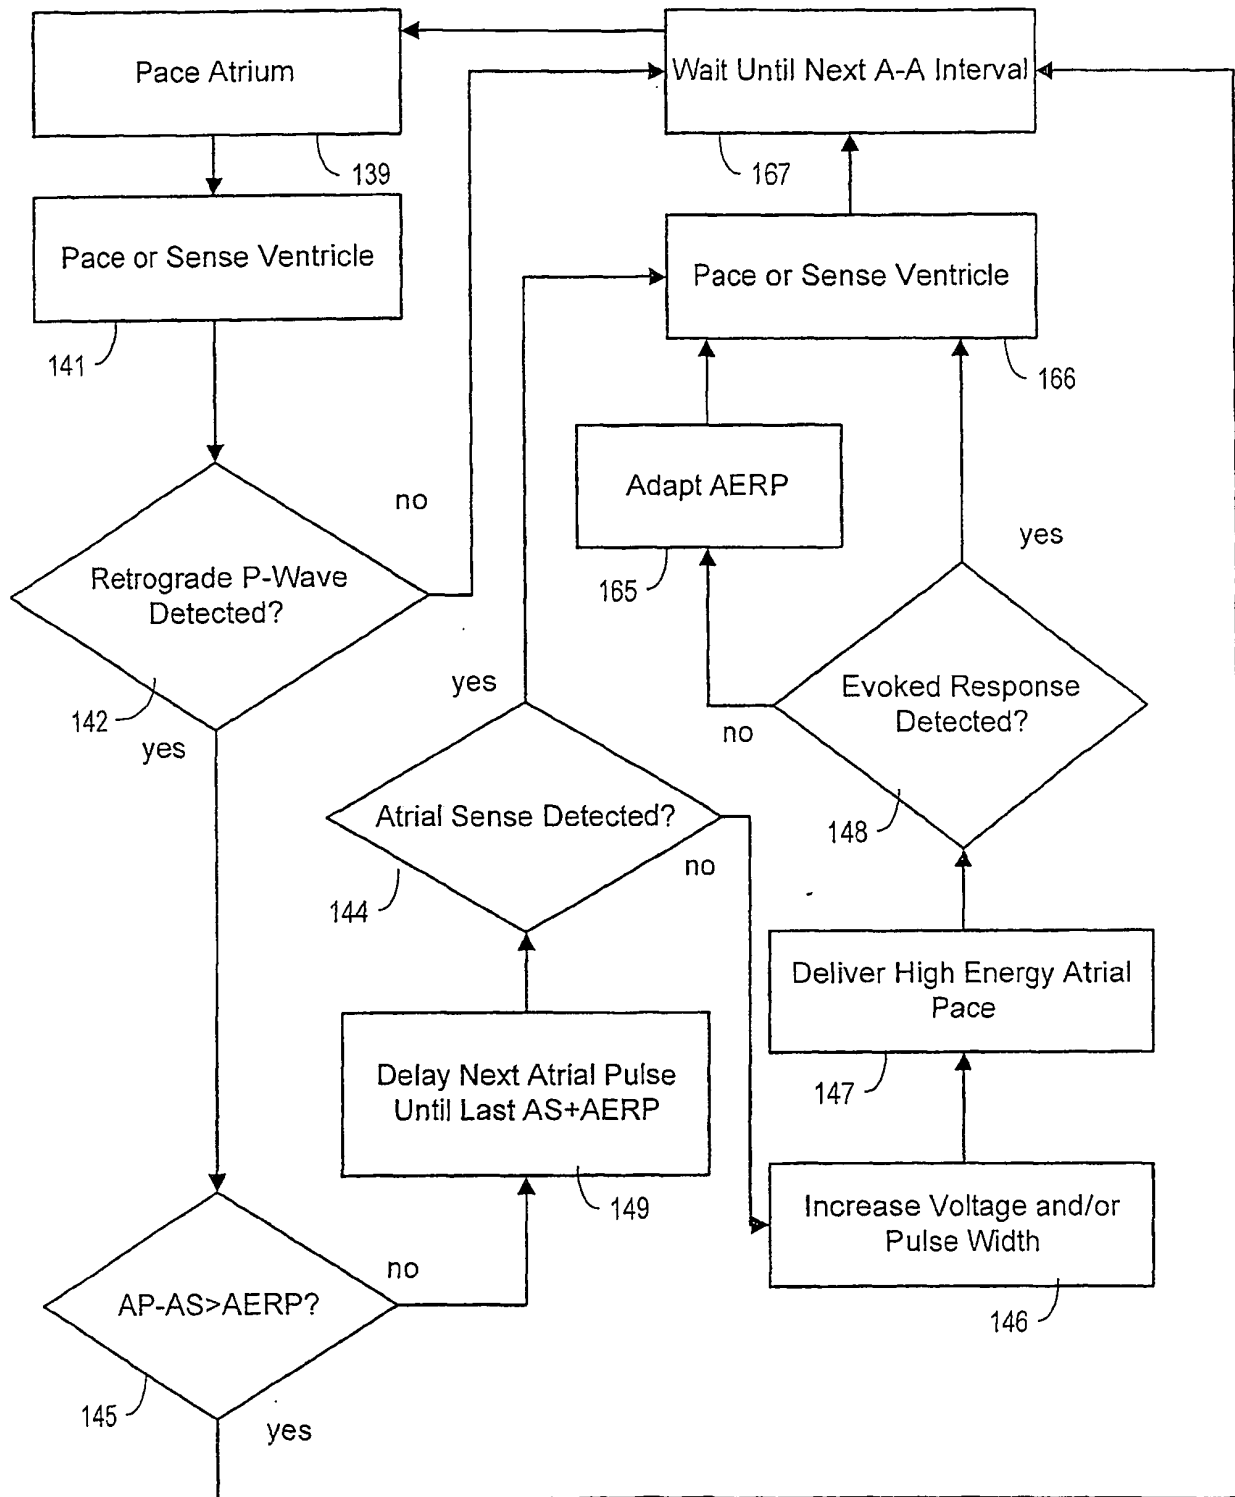 Pace Atrium
139
Wait Until Next A-A Interval
167
Pace or Sense Ventricle
141
Pace or Sense Ventricle
166
no
Adapt AERP
165
yes
Retrograde P-Wave
Detected?
142
yes
yes
Evoked Response
Detected?
no
148
Atrial Sense Detected?
no
144
Deliver High Energy Atrial
Pace
147
Delay Next Atrial Pulse
Until Last AS+AERP
149
Increase Voltage and/or
Pulse Width
146
no
AP-AS>AERP?
145
yes